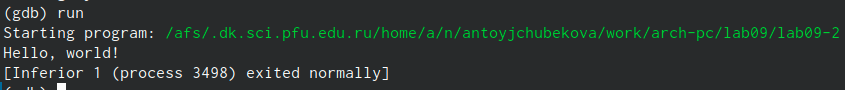 (gdb) run
Starting program: /afs/.dk.sci.pfu.edu.ru/home/a/n/antoyjchubekova/work/arch-pc/lab09/lab09-2
Hello, world!
[Inferior 1 (process 3498) exited normally]